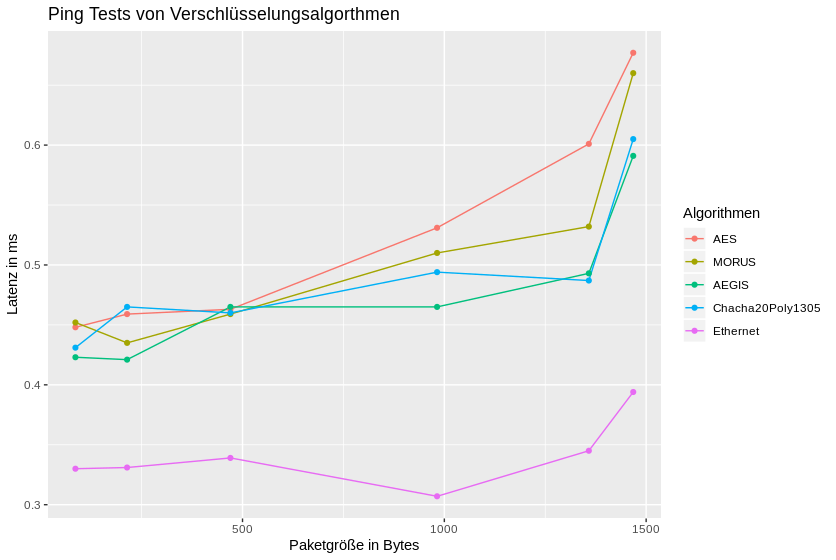 Ping Tests von Verschlüsselungsalgorthmen
Latenz in ms
0.6
0.5
0.4
0.3
500
1000
1500
Paketgröße in Bytes
Algorithmen
AES
MORUS
AEGIS
Chacha20Poly1305
Ethernet